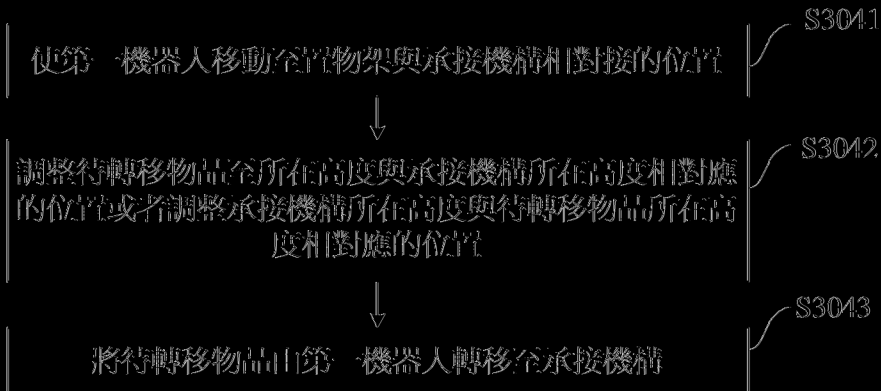 S3041
使第一機器人移動至置物架與承接機構相對接的位置
S3042
調整待轉移物品至所在高度與承接機構所在高度相對應
的位置或者調整承接機構所在高度與待轉移物品所在高
度相對應的位置
S3043
將待轉移物品由第一機器人轉移至承接機構